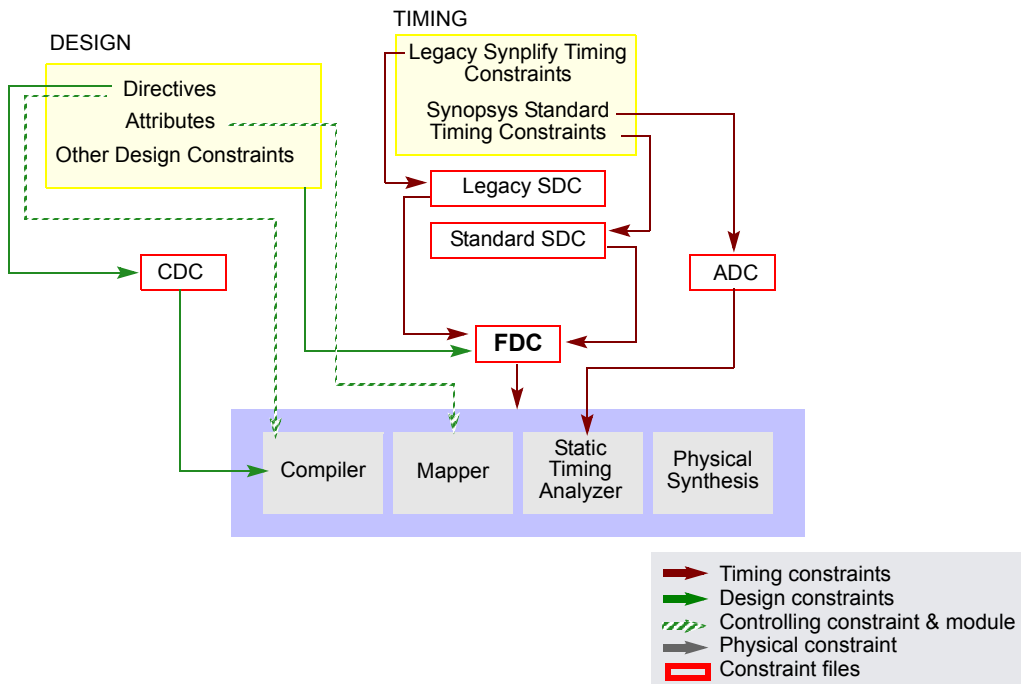 TIMING
DESIGN
Legacy Synplify Timing
Constraints
Directives
Synopsys Standard
Timing Constraints
Attributes
Other Design Constraints
Legacy SDC
Standard SDC
CDC
ADC
FDC
Compiler
Mapper
Static
Timing
Analyzer
Physical
Synthesis
Timing constraints
Design constraints
Controlling constraint & module
Physical constraint
Constraint files